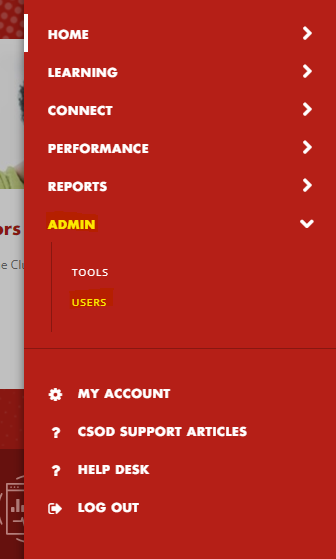 HOME
LEARNING
CONNECT
PERFORMANCE
REPORTS
ADMIN
TOOLS
USERS
MY ACCOUNT
CSOD SUPPORT ARTICLES
HELP DESK
LOG OUT